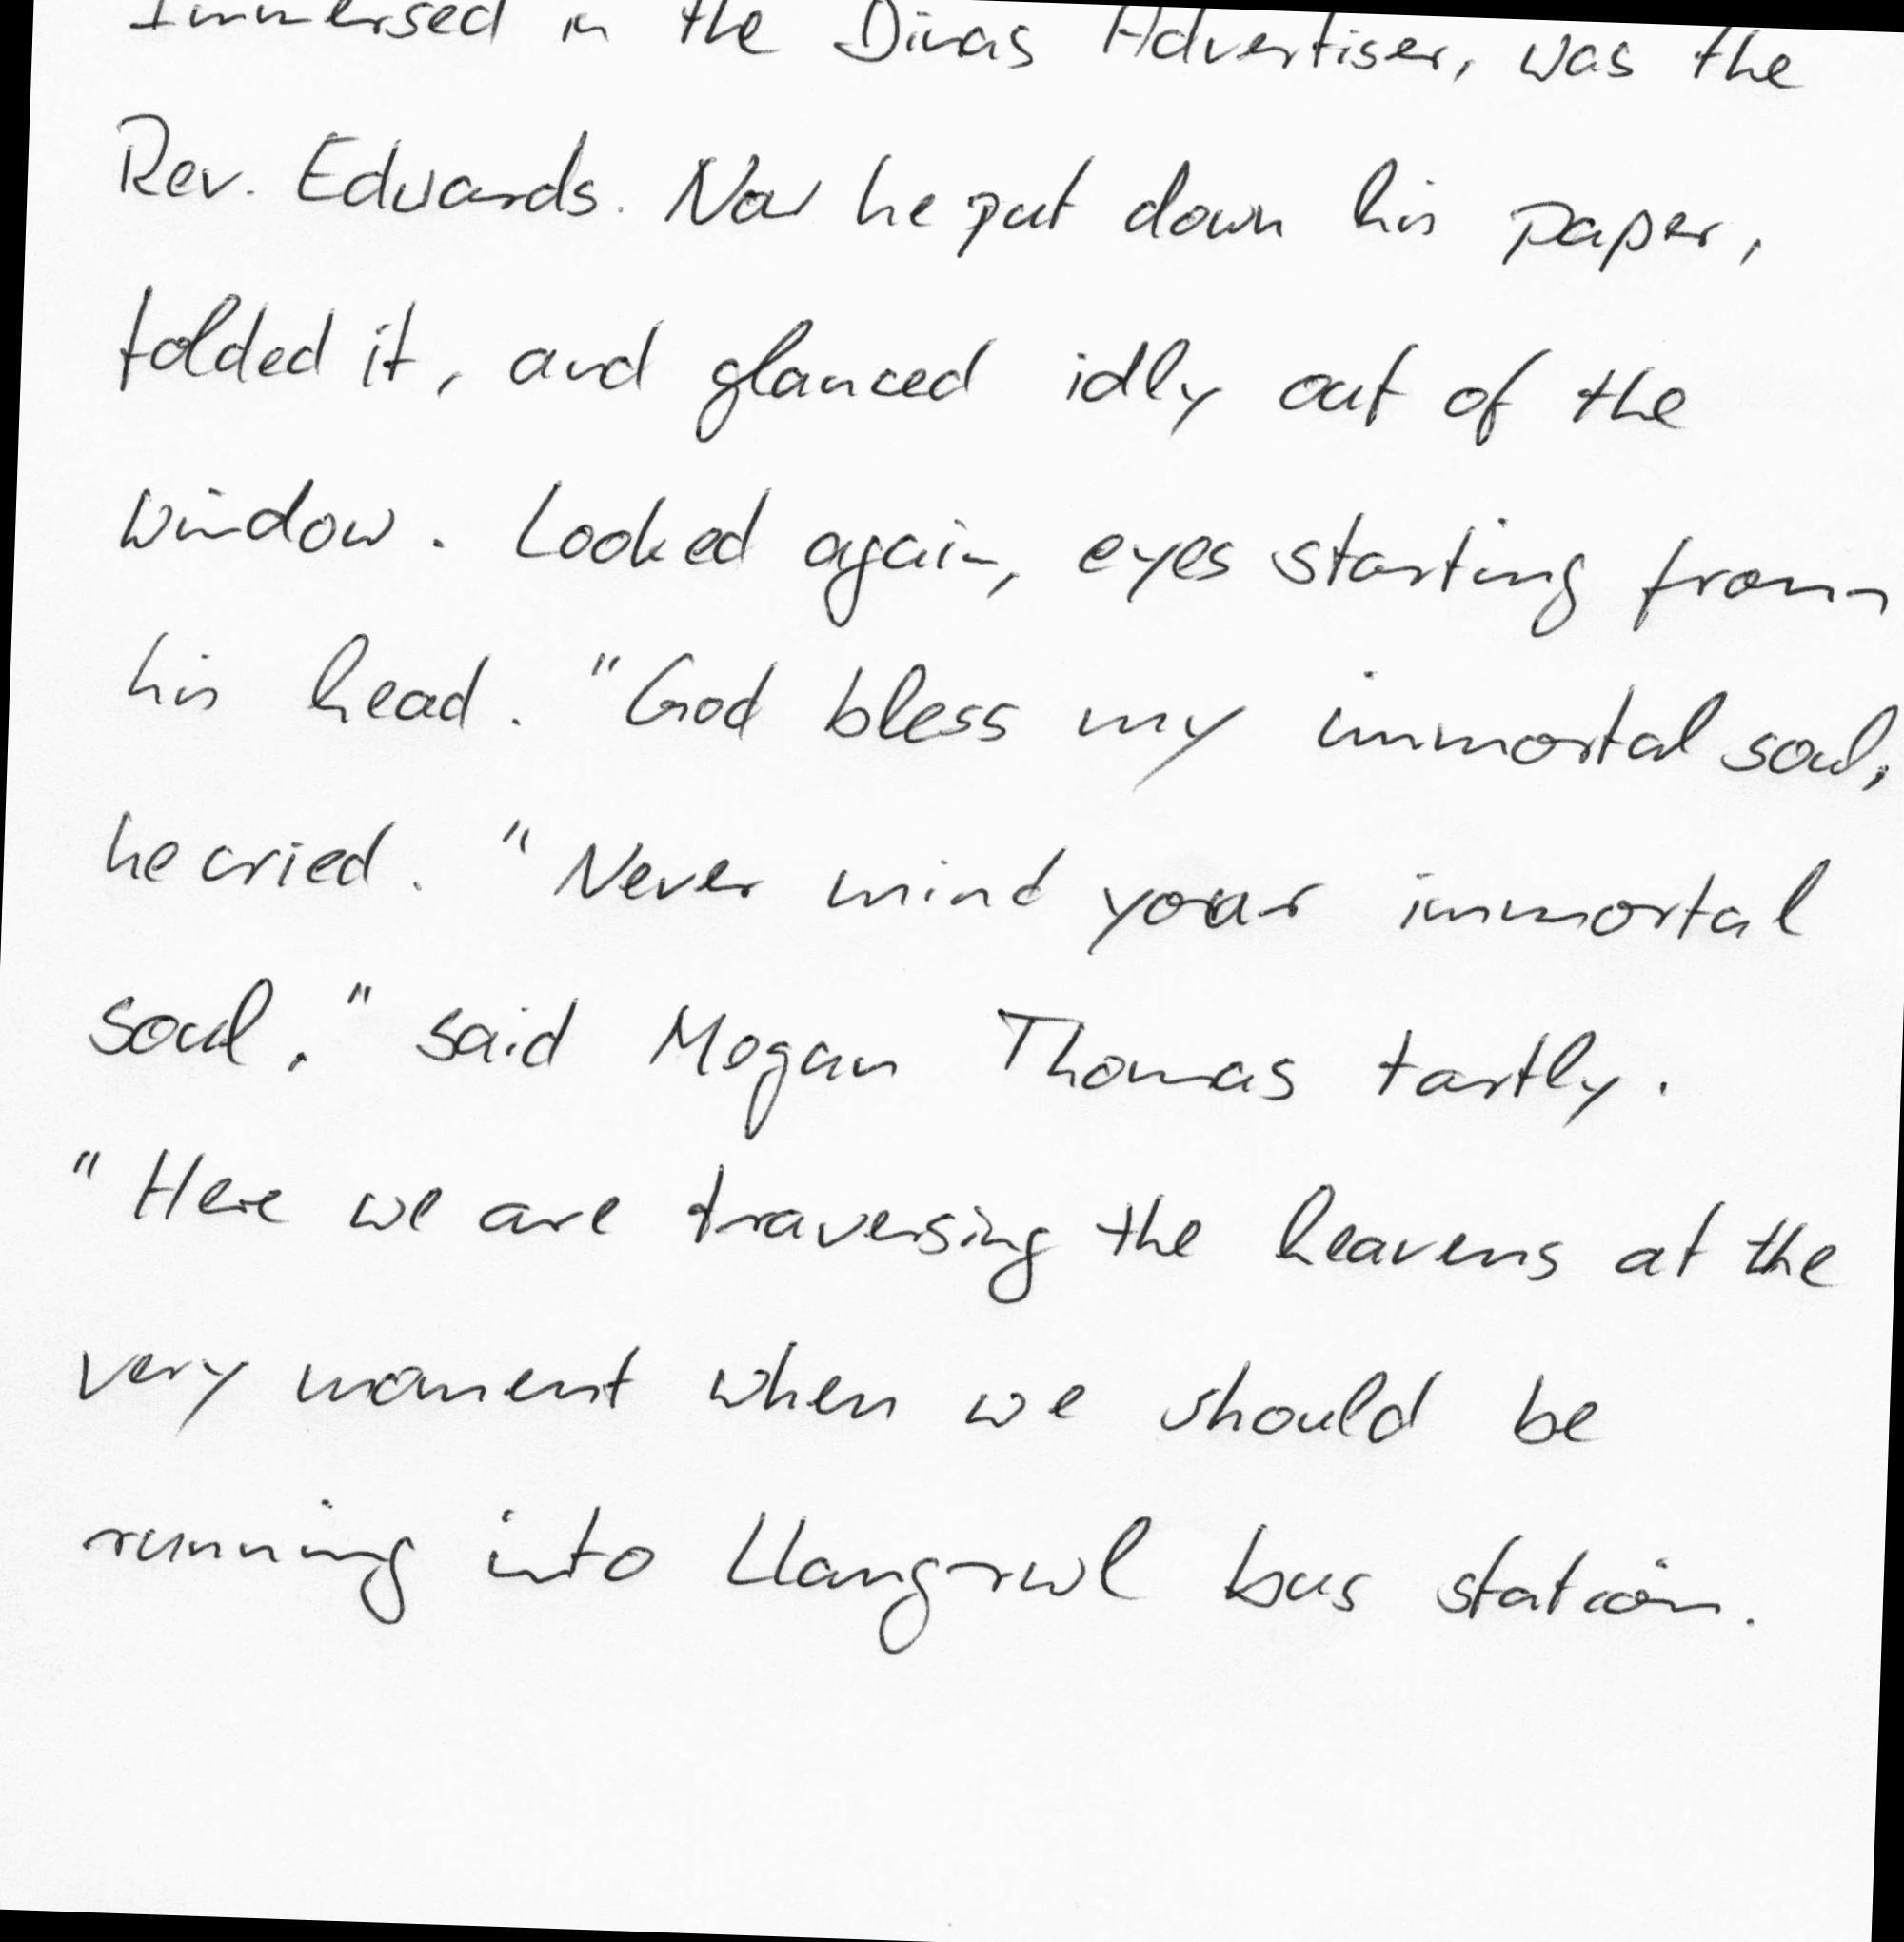 Immersed in the Dinas Advertiser, was the
Rev. Edwards. Now he put down his paper,
folded it, and glanced idly out of the
window. Looked again, eyes starting from
his head. "God bless my immortal soul,
he cried. "Never mind your immortal
soul," said Mogan Thomas tartly.
"Here we are traversing the heavens at the
very moment when we should be
running into Llangrwl bus station.